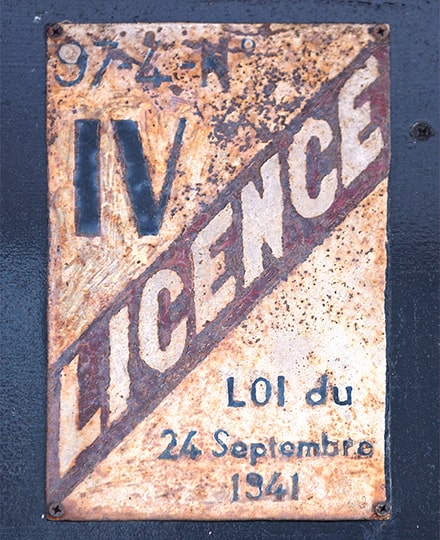 97-4-N°
IV
LICENCE
LOI du
24 Septembre
1941